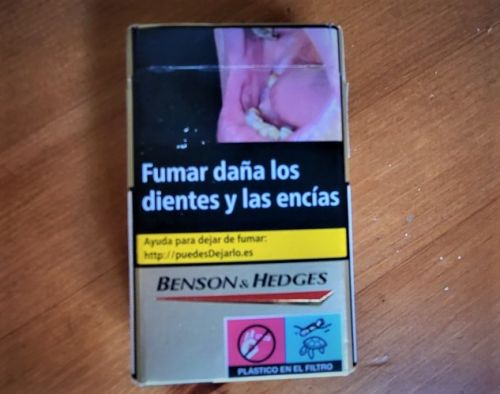 Fumar daña los
dientes y las encías
Ayuda para dejar de fumar:
http://puedesDejarlo.es
BENSON & HEDGES
PLÁSTICO EN EL FILTRO